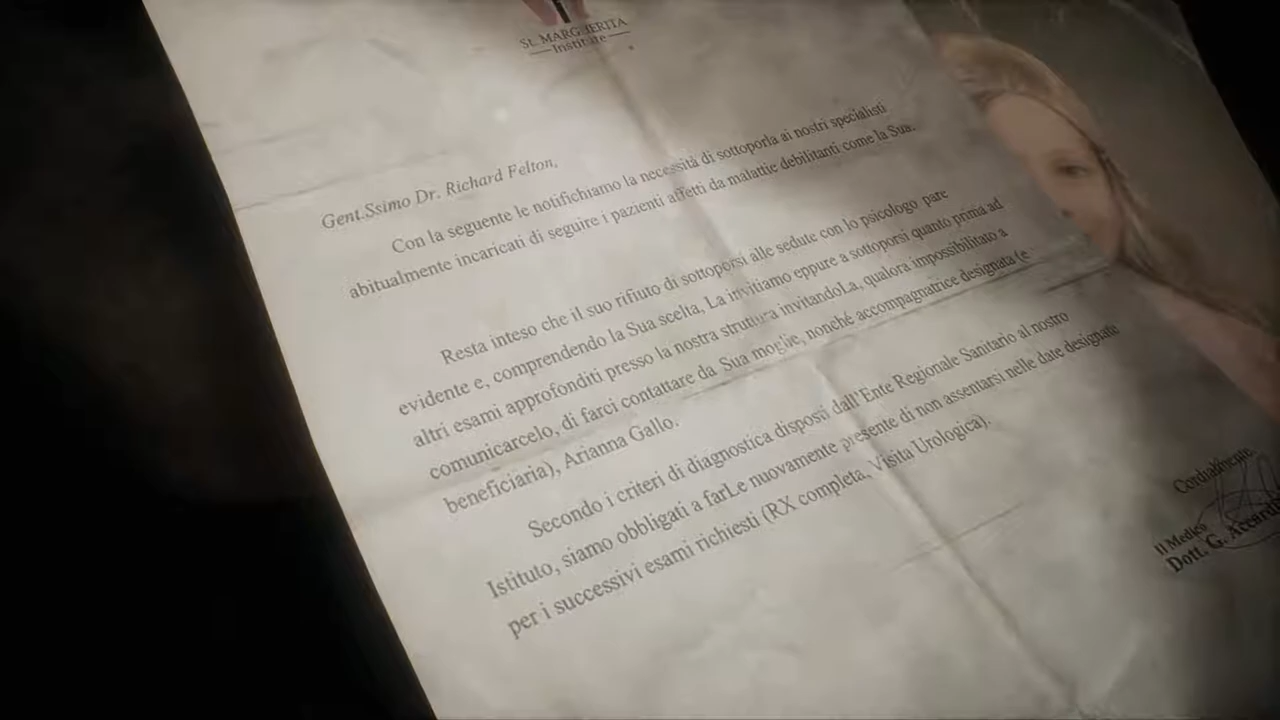 St. MARGHERITA
Institute
Gent.Ssimo Dr. Richard Felton,
Con la seguente le notifichiamo la necessità di sottoporla ai nostri specialisti
abitualmente incaricati di seguire i pazienti affetti da malattie debilitanti come la Sua.
Resta inteso che il suo rifiuto di sottoporsi alle sedute con lo psicologo pare
evidente e, comprendendo la Sua scelta, La invitiamo eppure a sottoporsi quanto prima ad
altri esami approfonditi presso la nostra struttura invitandoLa, qualora impossibilitato a
comunicarcelo, di farci contattare da Sua moglie, nonché accompagnatrice designata (e
beneficiaria), Arianna Gallo.
Secondo i criteri di diagnostica disposti dall'Ente Regionale Sanitario al nostro
Istituto, siamo obbligati a farLe nuovamente presente di non assentarsi nelle date designate
per i successivi esami richiesti (RX completa, Visita Urologica).
Cordialmente,
Il Medico
Dott. G.